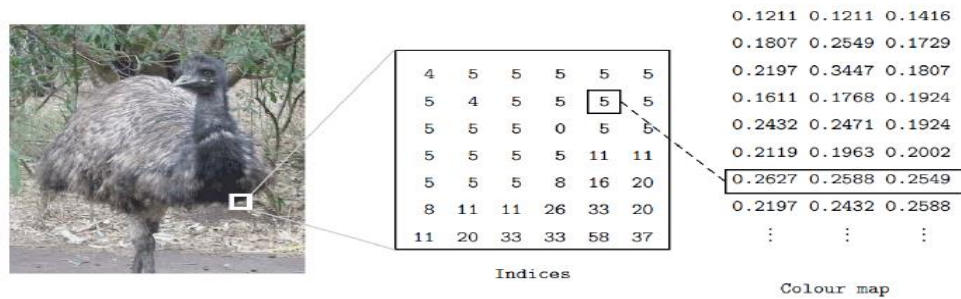 4 5 5 5 5 5
5 4 5 5 5 5
5 5 5 0 5 5
5 5 5 5 11 11
5 5 5 8 16 20
8 11 11 26 33 20
11 20 33 33 58 37
Indices
0.1211 0.1211 0.1416
0.1807 0.2549 0.1729
0.2197 0.3447 0.1807
0.1611 0.1768 0.1924
0.2432 0.2471 0.1924
0.2119 0.1963 0.2002
0.2627 0.2588 0.2549
0.2197 0.2432 0.2588
⋮ ⋮ ⋮
Colour map